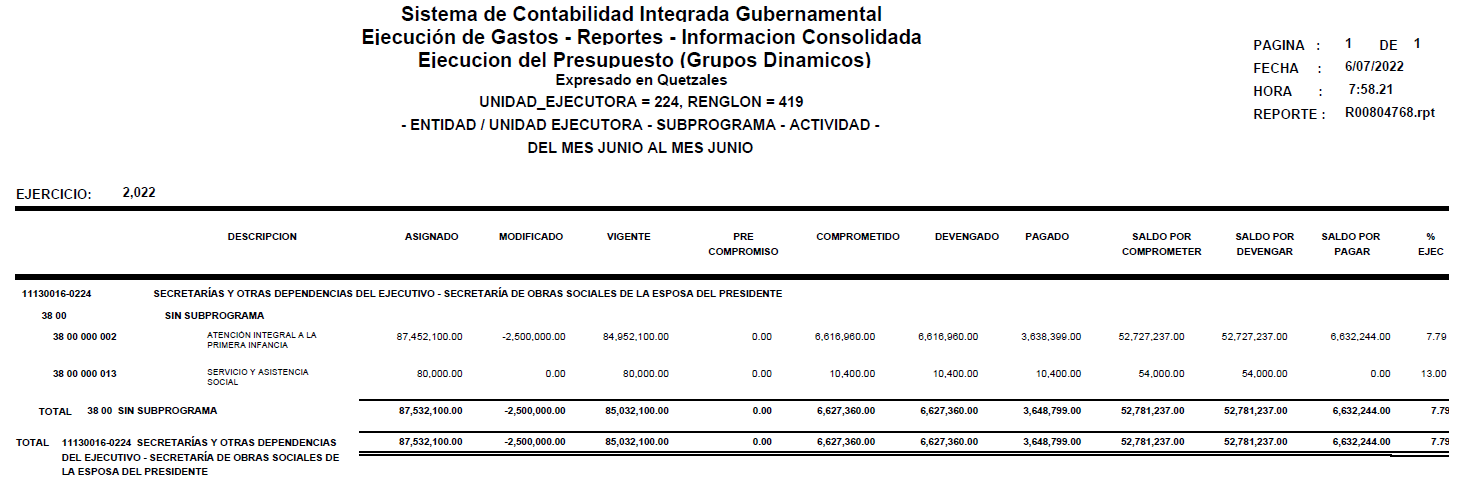 Sistema de Contabilidad Integrada Gubernamental
Ejecución de Gastos - Reportes - Informacion Consolidada
Ejecucion del Presupuesto (Grupos Dinamicos)
Expresado en Quetzales
UNIDAD_EJECUTORA = 224, RENGLON = 419
- ENTIDAD / UNIDAD EJECUTORA - SUBPROGRAMA - ACTIVIDAD -
DEL MES JUNIO AL MES JUNIO
PAGINA : 1 DE 1
FECHA : 6/07/2022
HORA : 7:58.21
REPORTE : R00804768.rpt
EJERCICIO: 2,022
DESCRIPCION ASIGNADO MODIFICADO VIGENTE PRE COMPROMETIDO DEVENGADO PAGADO SALDO POR SALDO POR SALDO POR %
COMPROMISO COMPROMETER DEVENGAR PAGAR EJEC
11130016-0224 SECRETARÍAS Y OTRAS DEPENDENCIAS DEL EJECUTIVO - SECRETARÍA DE OBRAS SOCIALES DE LA ESPOSA DEL PRESIDENTE
38 00 SIN SUBPROGRAMA
38 00 000 002 ATENCIÓN INTEGRAL A LA 87,452,100.00 -2,500,000.00 84,952,100.00 0.00 6,616,960.00 6,616,960.00 3,638,399.00 52,727,237.00 52,727,237.00 6,632,244.00 7.79
PRIMERA INFANCIA
38 00 000 013 SERVICIO Y ASISTENCIA 80,000.00 0.00 80,000.00 0.00 10,400.00 10,400.00 10,400.00 54,000.00 54,000.00 0.00 13.00
SOCIAL
TOTAL 38 00 SIN SUBPROGRAMA 87,532,100.00 -2,500,000.00 85,032,100.00 0.00 6,627,360.00 6,627,360.00 3,648,799.00 52,781,237.00 52,781,237.00 6,632,244.00 7.79
TOTAL 11130016-0224 SECRETARÍAS Y OTRAS DEPENDENCIAS 87,532,100.00 -2,500,000.00 85,032,100.00 0.00 6,627,360.00 6,627,360.00 3,648,799.00 52,781,237.00 52,781,237.00 6,632,244.00 7.79
DEL EJECUTIVO - SECRETARÍA DE OBRAS SOCIALES DE
LA ESPOSA DEL PRESIDENTE